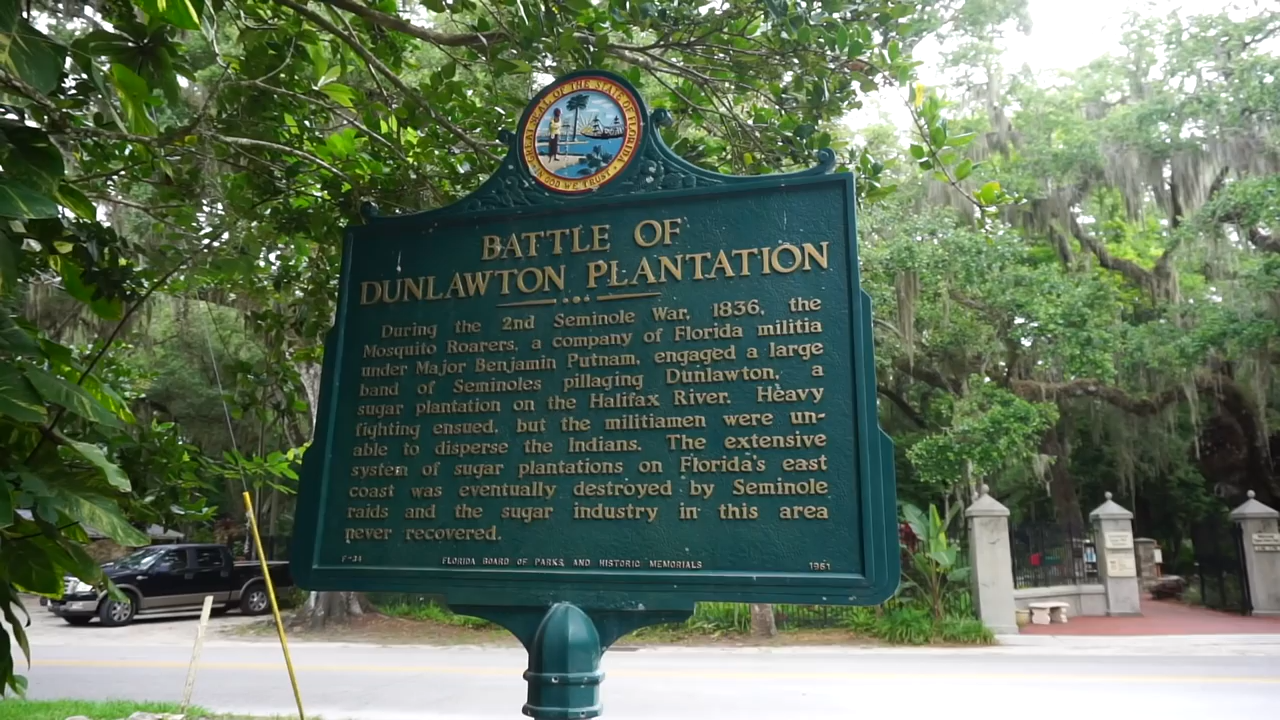 GREAT SEAL OF THE STATE OF FLORIDA
IN GOD WE TRUST
BATTLE OF
DUNLAWTON PLANTATION
During the 2nd Seminole War, 1836, the
Mosquito Roarers, a company of Florida militia
under Major Benjamin Putnam, engaged a large
band of Seminoles pillaging Dunlawton, a
sugar plantation on the Halifax River. Heavy
fighting ensued, but the militiamen were un-
able to disperse the Indians. The extensive
system of sugar plantations on Florida's east
coast was eventually destroyed by Seminole
raids and the sugar industry in this area
never recovered.
F-34 FLORIDA BOARD OF PARKS AND HISTORIC MEMORIALS 1961